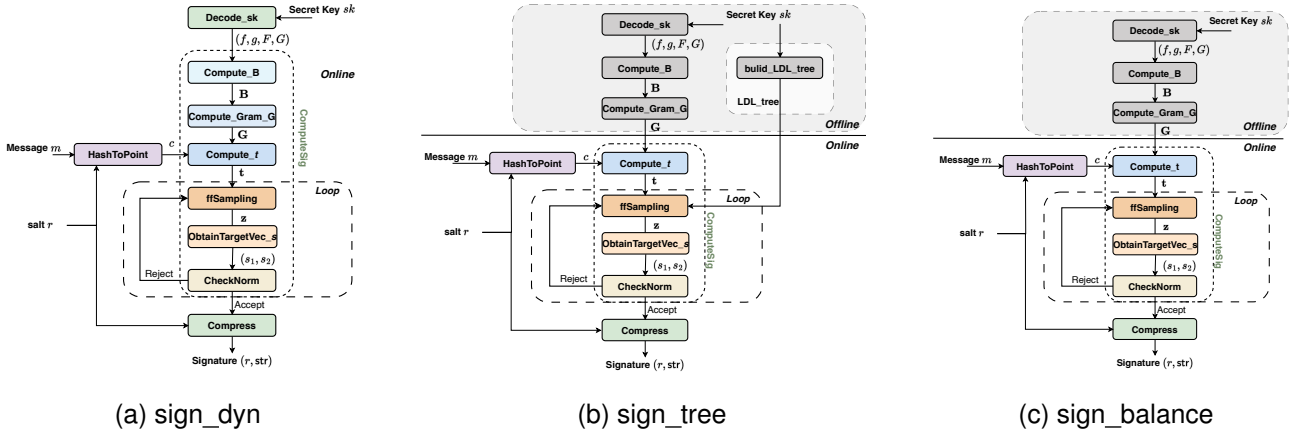 Decode_sk
Secret Key sk
(f, g, F, G)
Online
Compute_B
B
Compute_Gram_G
G
ComputeSig
Message m
HashToPoint
c
Compute_t
t
Loop
ffSampling
z
salt r
ObtainTargetVec_s
(s₁, s₂)
Reject
CheckNorm
Accept
Compress
Signature (r, str)
(a) sign_dyn
Secret Key sk
Decode_sk
(f, g, F, G)
Compute_B
bulid_LDL_tree
B
LDL_tree
Compute_Gram_G
Offline
G
Online
Message m
HashToPoint
c
Compute_t
t
Loop
ffSampling
z
salt r
ObtainTargetVec_s
ComputeSig
(s₁, s₂)
Reject
CheckNorm
Accept
Compress
Signature (r, str)
(b) sign_tree
Secret Key sk
Decode_sk
(f, g, F, G)
Compute_B
B
Compute_Gram_G
Offline
G
Online
Message m
HashToPoint
c
Compute_t
t
Loop
ffSampling
z
salt r
ObtainTargetVec_s
ComputeSig
(s₁, s₂)
Reject
CheckNorm
Accept
Compress
Signature (r, str)
(c) sign_balance